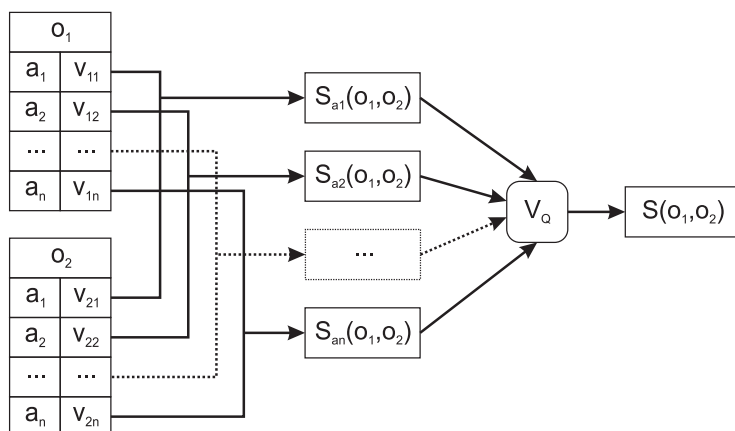 o₁
a₁ v₁₁
a₂ v₁₂
... ...
aₙ v₁ₙ
o₂
a₁ v₂₁
a₂ v₂₂
... ...
aₙ v₂ₙ
Sₐ₁(o₁,o₂)
Sₐ₂(o₁,o₂)
...
Sₐₙ(o₁,o₂)
V_Q
S(o₁,o₂)